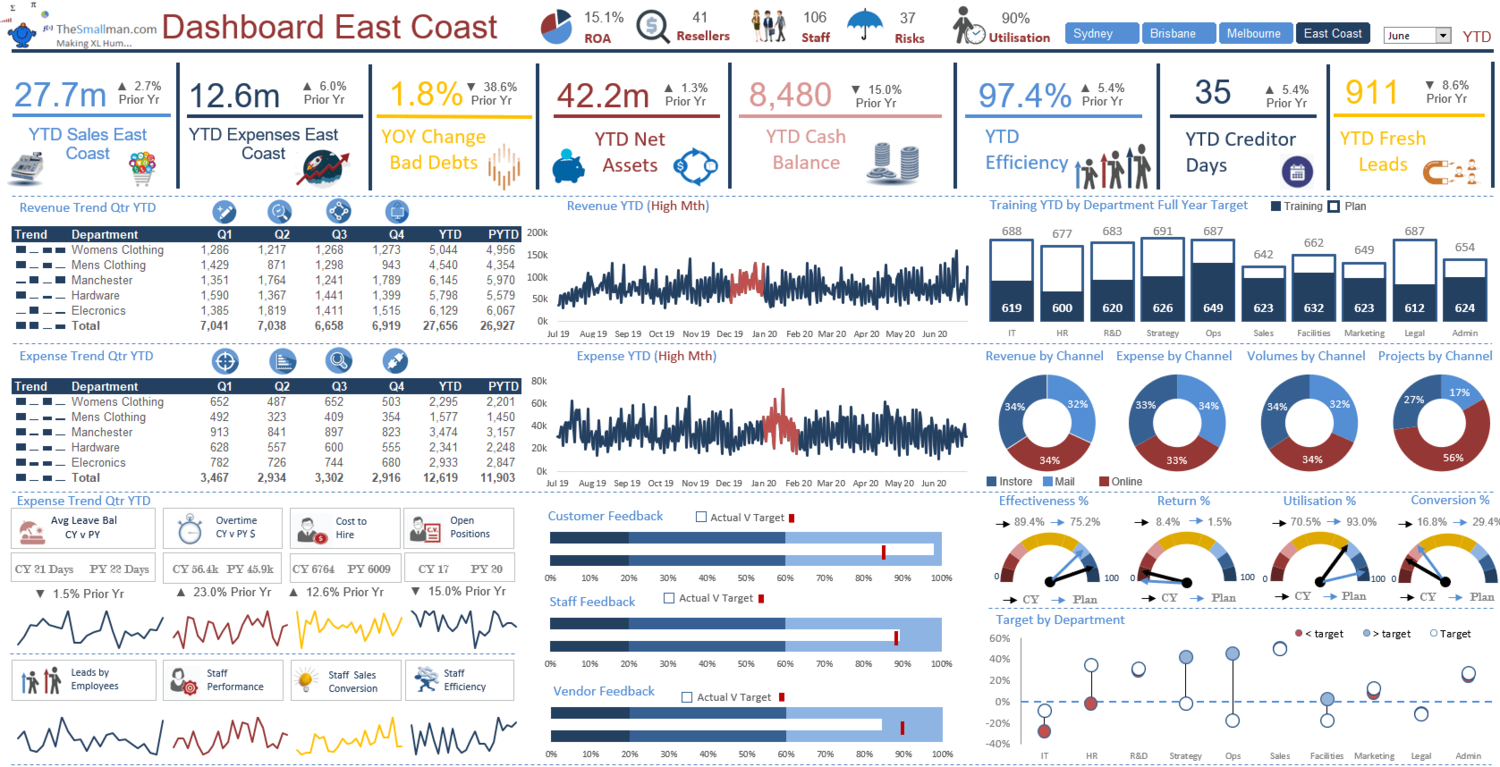 Σ π f(x) TheSmallman.com
Making XL Hum...
Dashboard East Coast
15.1%
ROA
41
Resellers
106
Staff
37
Risks
90%
Utilisation
Sydney Brisbane Melbourne East Coast
June
YTD
27.7m ▲ 2.7%
Prior Yr
YTD Sales East
Coast
12.6m ▲ 6.0%
Prior Yr
YTD Expenses East
Coast
1.8% ▼ 38.6%
Prior Yr
YOY Change
Bad Debts
42.2m ▲ 1.3%
Prior Yr
YTD Net
Assets
8,480 ▼ 15.0%
Prior Yr
YTD Cash
Balance
97.4% ▲ 5.4%
Prior Yr
YTD
Efficiency
35 ▲ 5.4%
Prior Yr
YTD Creditor
Days
911 ▼ 8.6%
Prior Yr
YTD Fresh
Leads
Revenue Trend Qtr YTD
Trend Department Q1 Q2 Q3 Q4 YTD PYTD
Womens Clothing 1,286 1,217 1,268 1,273 5,044 4,956
Mens Clothing 1,429 871 1,298 943 4,540 4,354
Manchester 1,351 1,764 1,241 1,789 6,145 5,970
Hardware 1,590 1,367 1,441 1,399 5,798 5,579
Elecronics 1,385 1,819 1,411 1,515 6,129 6,067
Total 7,041 7,038 6,658 6,919 27,656 26,927
Revenue YTD (High Mth)
200k
150k
100k
50k
0k
Jul 19 Aug 19 Sep 19 Oct 19 Nov 19 Dec 19 Jan 20 Feb 20 Mar 20 Apr 20 May 20 Jun 20
Training YTD by Department Full Year Target
Training Plan
688 677 683 691 687 642 662 649 687 654
619 600 620 626 649 623 632 623 612 624
IT HR R&D Strategy Ops Sales Facilities Marketing Legal Admin
Expense Trend Qtr YTD
Trend Department Q1 Q2 Q3 Q4 YTD PYTD
Womens Clothing 652 487 652 503 2,295 2,201
Mens Clothing 492 323 409 354 1,577 1,450
Manchester 913 841 897 823 3,474 3,157
Hardware 628 557 600 555 2,341 2,248
Elecronics 782 726 744 680 2,933 2,847
Total 3,467 2,934 3,302 2,916 12,619 11,903
Expense YTD (High Mth)
80k
60k
40k
20k
0k
Jul 19 Aug 19 Sep 19 Oct 19 Nov 19 Dec 19 Jan 20 Feb 20 Mar 20 Apr 20 May 20 Jun 20
Revenue by Channel Expense by Channel Volumes by Channel Projects by Channel
34% 32% 34%
33% 34% 33%
34% 32% 34%
27% 17% 56%
Instore Mail Online
Expense Trend Qtr YTD
Avg Leave Bal
CY v PY
Overtime
CY v PY $
Cost to
Hire
C.V.
Open
Positions
CY 21 Days PY 22 Days
CY 56.4k PY 45.9k
CY 6764 PY 6009
CY 17 PY 20
▼ 1.5% Prior Yr
▲ 23.0% Prior Yr
▲ 12.6% Prior Yr
▼ 15.0% Prior Yr
Leads by
Employees
Staff
Performance
Staff Sales
Conversion
Staff
Efficiency
Customer Feedback Actual V Target
0% 10% 20% 30% 40% 50% 60% 70% 80% 90% 100%
Staff Feedback Actual V Target
0% 10% 20% 30% 40% 50% 60% 70% 80% 90% 100%
Vendor Feedback Actual V Target
0% 10% 20% 30% 40% 50% 60% 70% 80% 90% 100%
Effectiveness % Return % Utilisation % Conversion %
89.4% 75.2%
8.4% 1.5%
70.5% 93.0%
16.8% 29.4%
0 100 0 100 0 100 0 100
CY Plan
CY Plan
CY Plan
CY Plan
Target by Department
< target > target Target
60%
40%
20%
0%
-20%
-40%
IT HR R&D Strategy Ops Sales Facilities Marketing Legal Admin